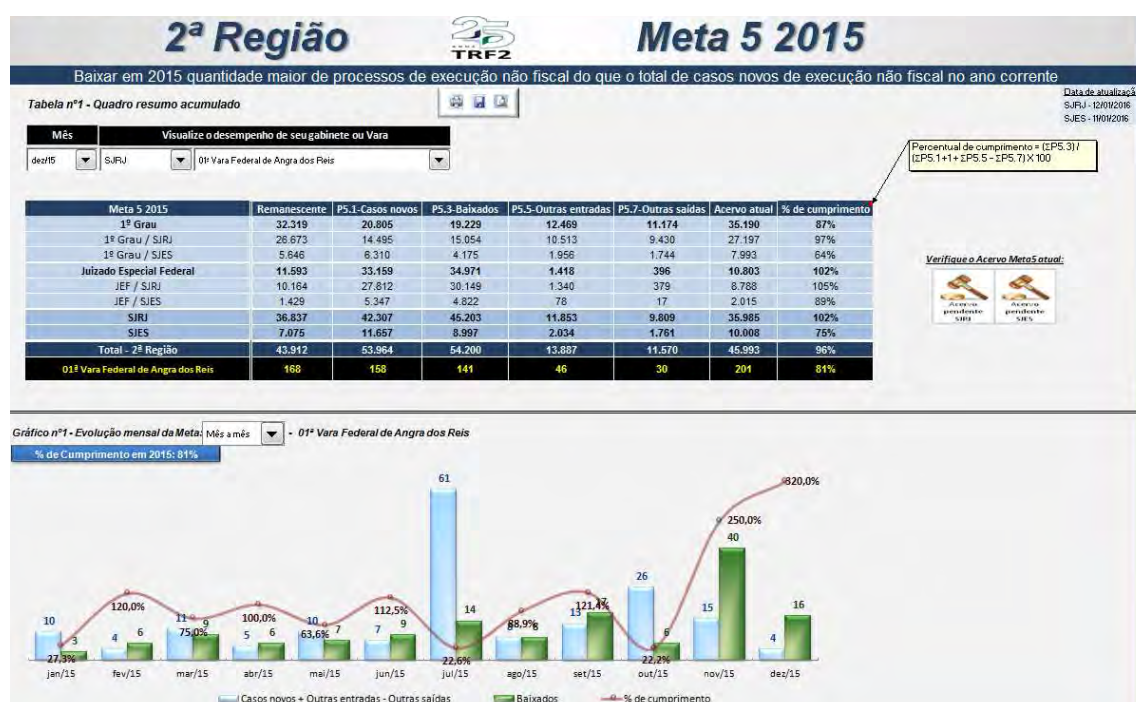 2ª Região
25
TRF2
Meta 5 2015
Baixar em 2015 quantidade maior de processos de execução não fiscal do que o total de casos novos de execução não fiscal no ano corrente
Tabela nº1 - Quadro resumo acumulado
Data de atualizaçã
SJRJ - 12/01/2016
SJES - 11/01/2016
Mês Visualize o desempenho de seu gabinete ou Vara
dez/15 SJRJ 01ª Vara Federal de Angra dos Reis
Percentual de cumprimento = (ΣP5.3) /
(ΣP5.1+1+ ΣP5.5 - ΣP5.7) X 100
Meta 5 2015 Remanescente P5.1-Casos novos P5.3-Baixados P5.5-Outras entradas P5.7-Outras saídas Acervo atual % de cumprimento
1º Grau 32.319 20.805 19.229 12.469 11.174 35.190 87%
1º Grau / SJRJ 26.673 14.495 15.054 10.513 9.430 27.197 97%
1º Grau / SJES 5.646 6.310 4.175 1.956 1.744 7.993 64%
Juizado Especial Federal 11.593 33.159 34.971 1.418 396 10.803 102%
JEF / SJRJ 10.164 27.812 30.149 1.340 379 8.788 105%
JEF / SJES 1.429 5.347 4.822 78 17 2.015 89%
SJRJ 36.837 42.307 45.203 11.853 9.809 35.985 102%
SJES 7.075 11.657 8.997 2.034 1.761 10.008 75%
Total - 2ª Região 43.912 53.964 54.200 13.887 11.570 45.993 96%
01ª Vara Federal de Angra dos Reis 168 158 141 46 30 201 81%
Verifique o Acervo Meta5 atual:
Acervo pendente SJRJ
Acervo pendente SJES
Gráfico nº1 - Evolução mensal da Meta: Mês a mês - 01ª Vara Federal de Angra dos Reis
% de Cumprimento em 2015: 81%
61
320,0%
250,0%
40
26
120,0% 100,0% 112,5% 14 121,4% 17 15 16
10 11 9 10 13
3 4 6 75,0% 5 6 63,6% 7 7 9 88,9% 8 6 4
27,3% 22,6% 22,2%
jan/15 fev/15 mar/15 abr/15 mai/15 jun/15 jul/15 ago/15 set/15 out/15 nov/15 dez/15
Casos novos + Outras entradas - Outras saídas Baixados % de cumprimento